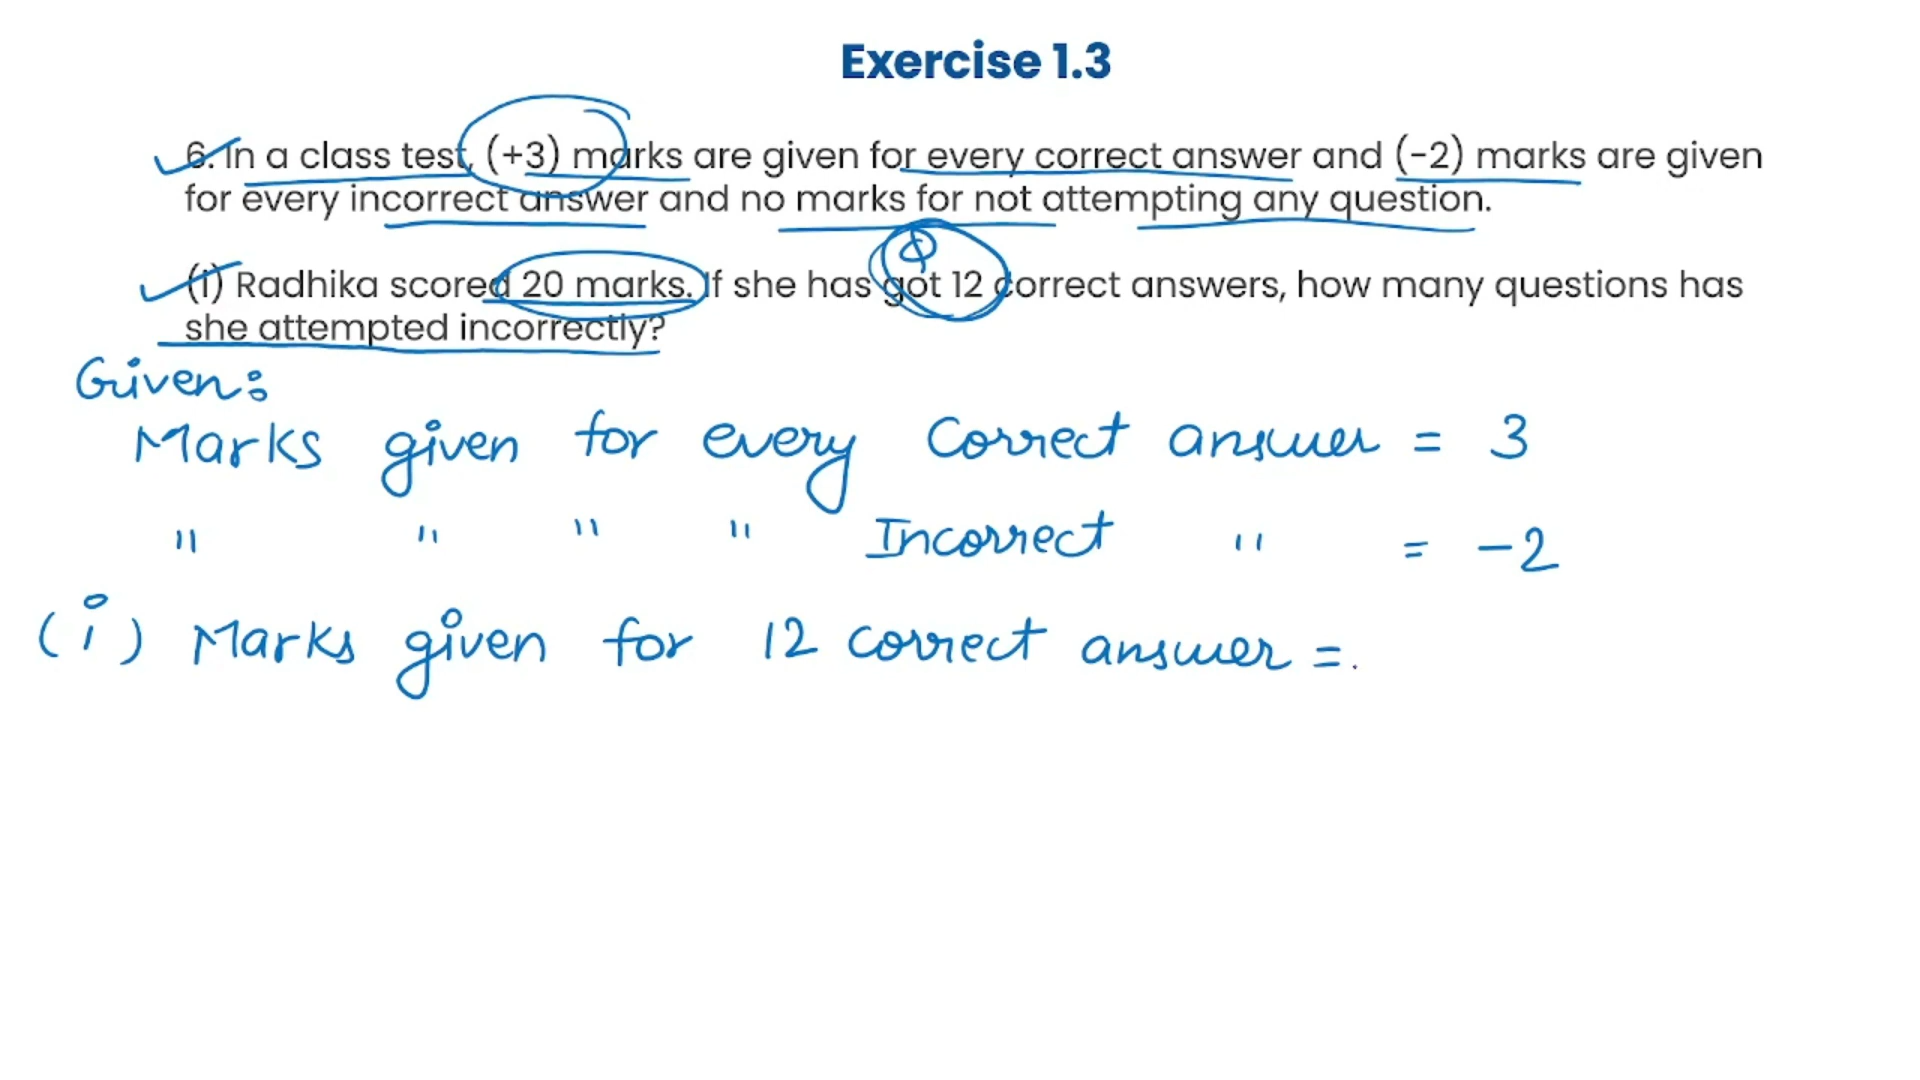 Exercise 1.3
6. In a class test, (+3) marks are given for every correct answer and (-2) marks are given
for every incorrect answer and no marks for not attempting any question.
(i) Radhika scored 20 marks. If she has got 12 correct answers, how many questions has
she attempted incorrectly?
Given:
Marks given for every Correct answer = 3
" " " " Incorrect " = -2
(i) Marks given for 12 correct answer =